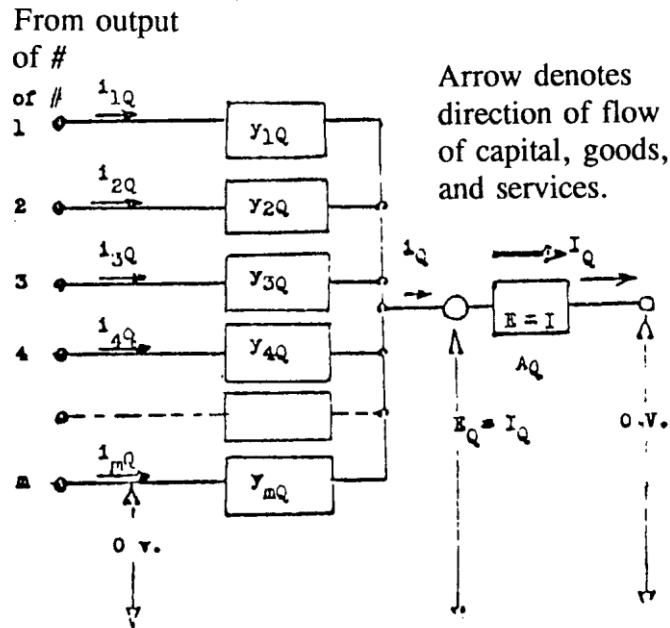 From output
of #
of #
Arrow denotes
direction of flow
of capital, goods,
and services.
1
i1Q
y1Q
2
i2Q
y2Q
3
i3Q
y3Q
4
i4Q
y4Q
m
imQ
ymQ
iQ
IQ
E = I
AQ
EQ = IQ
0 V.
0 v.